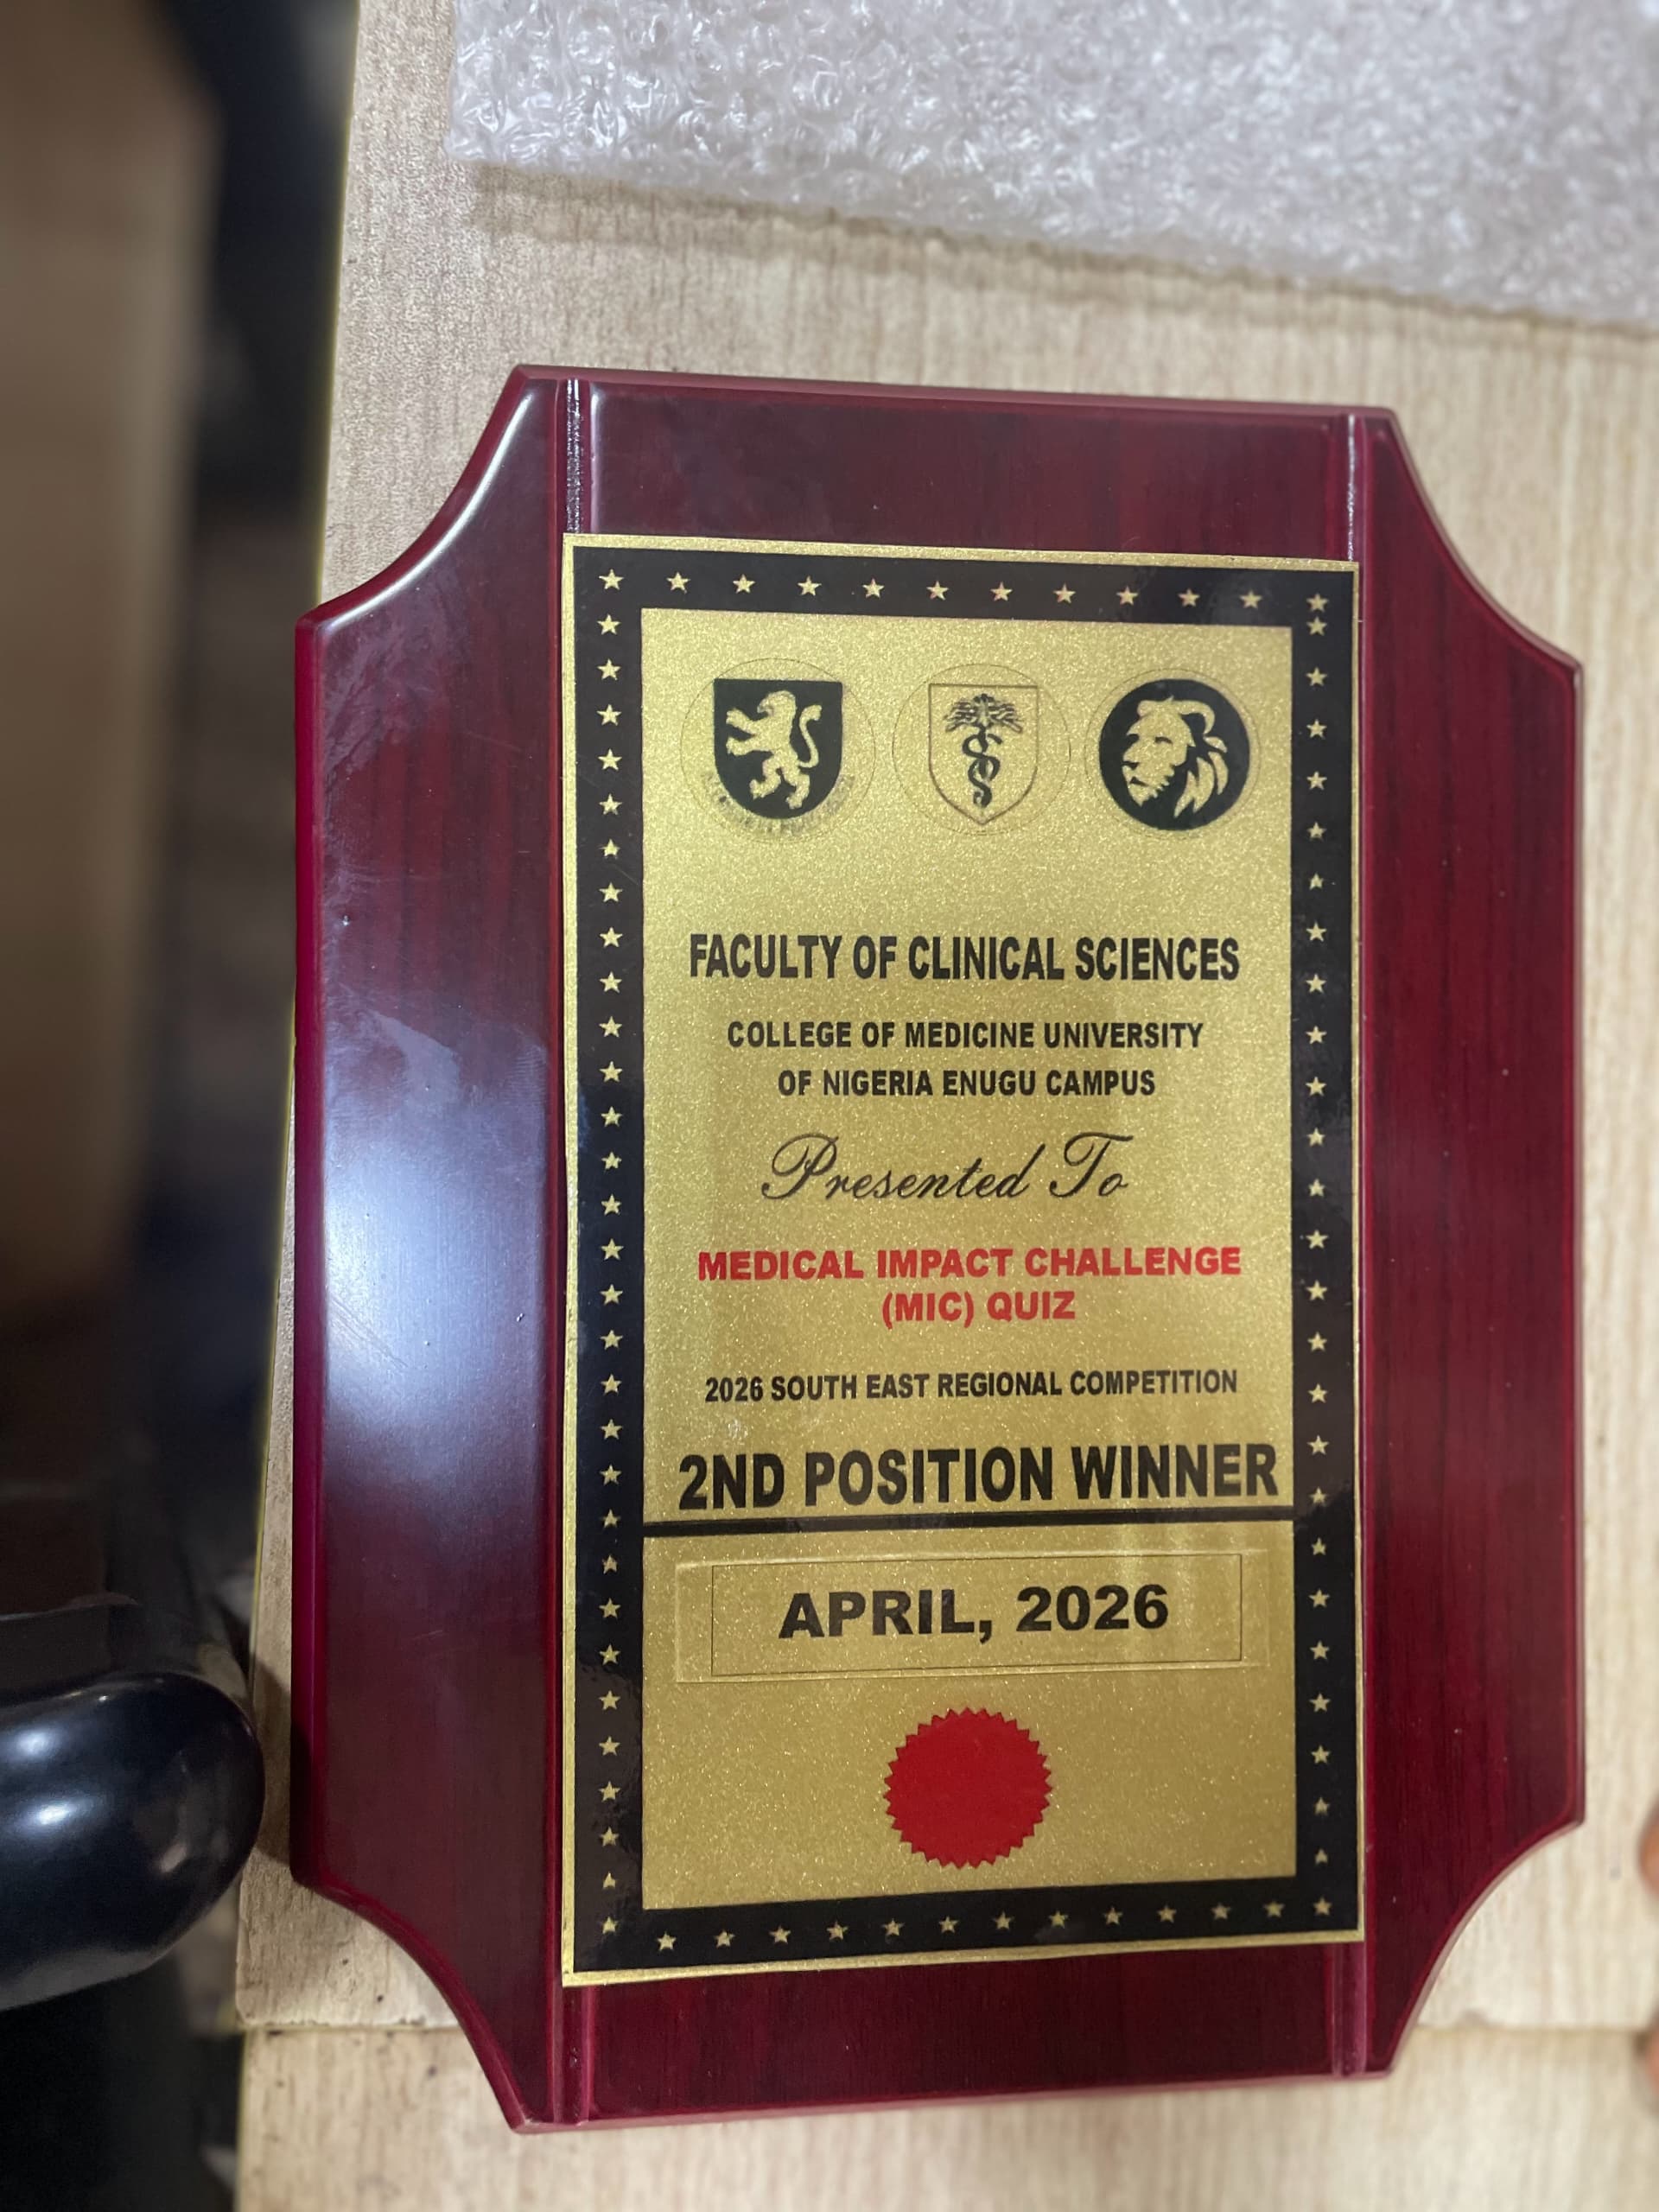 FACULTY OF CLINICAL SCIENCES
COLLEGE OF MEDICINE UNIVERSITY
OF NIGERIA ENUGU CAMPUS
Presented To
MEDICAL IMPACT CHALLENGE
(MIC) QUIZ
2026 SOUTH EAST REGIONAL COMPETITION
2ND POSITION WINNER
APRIL, 2026